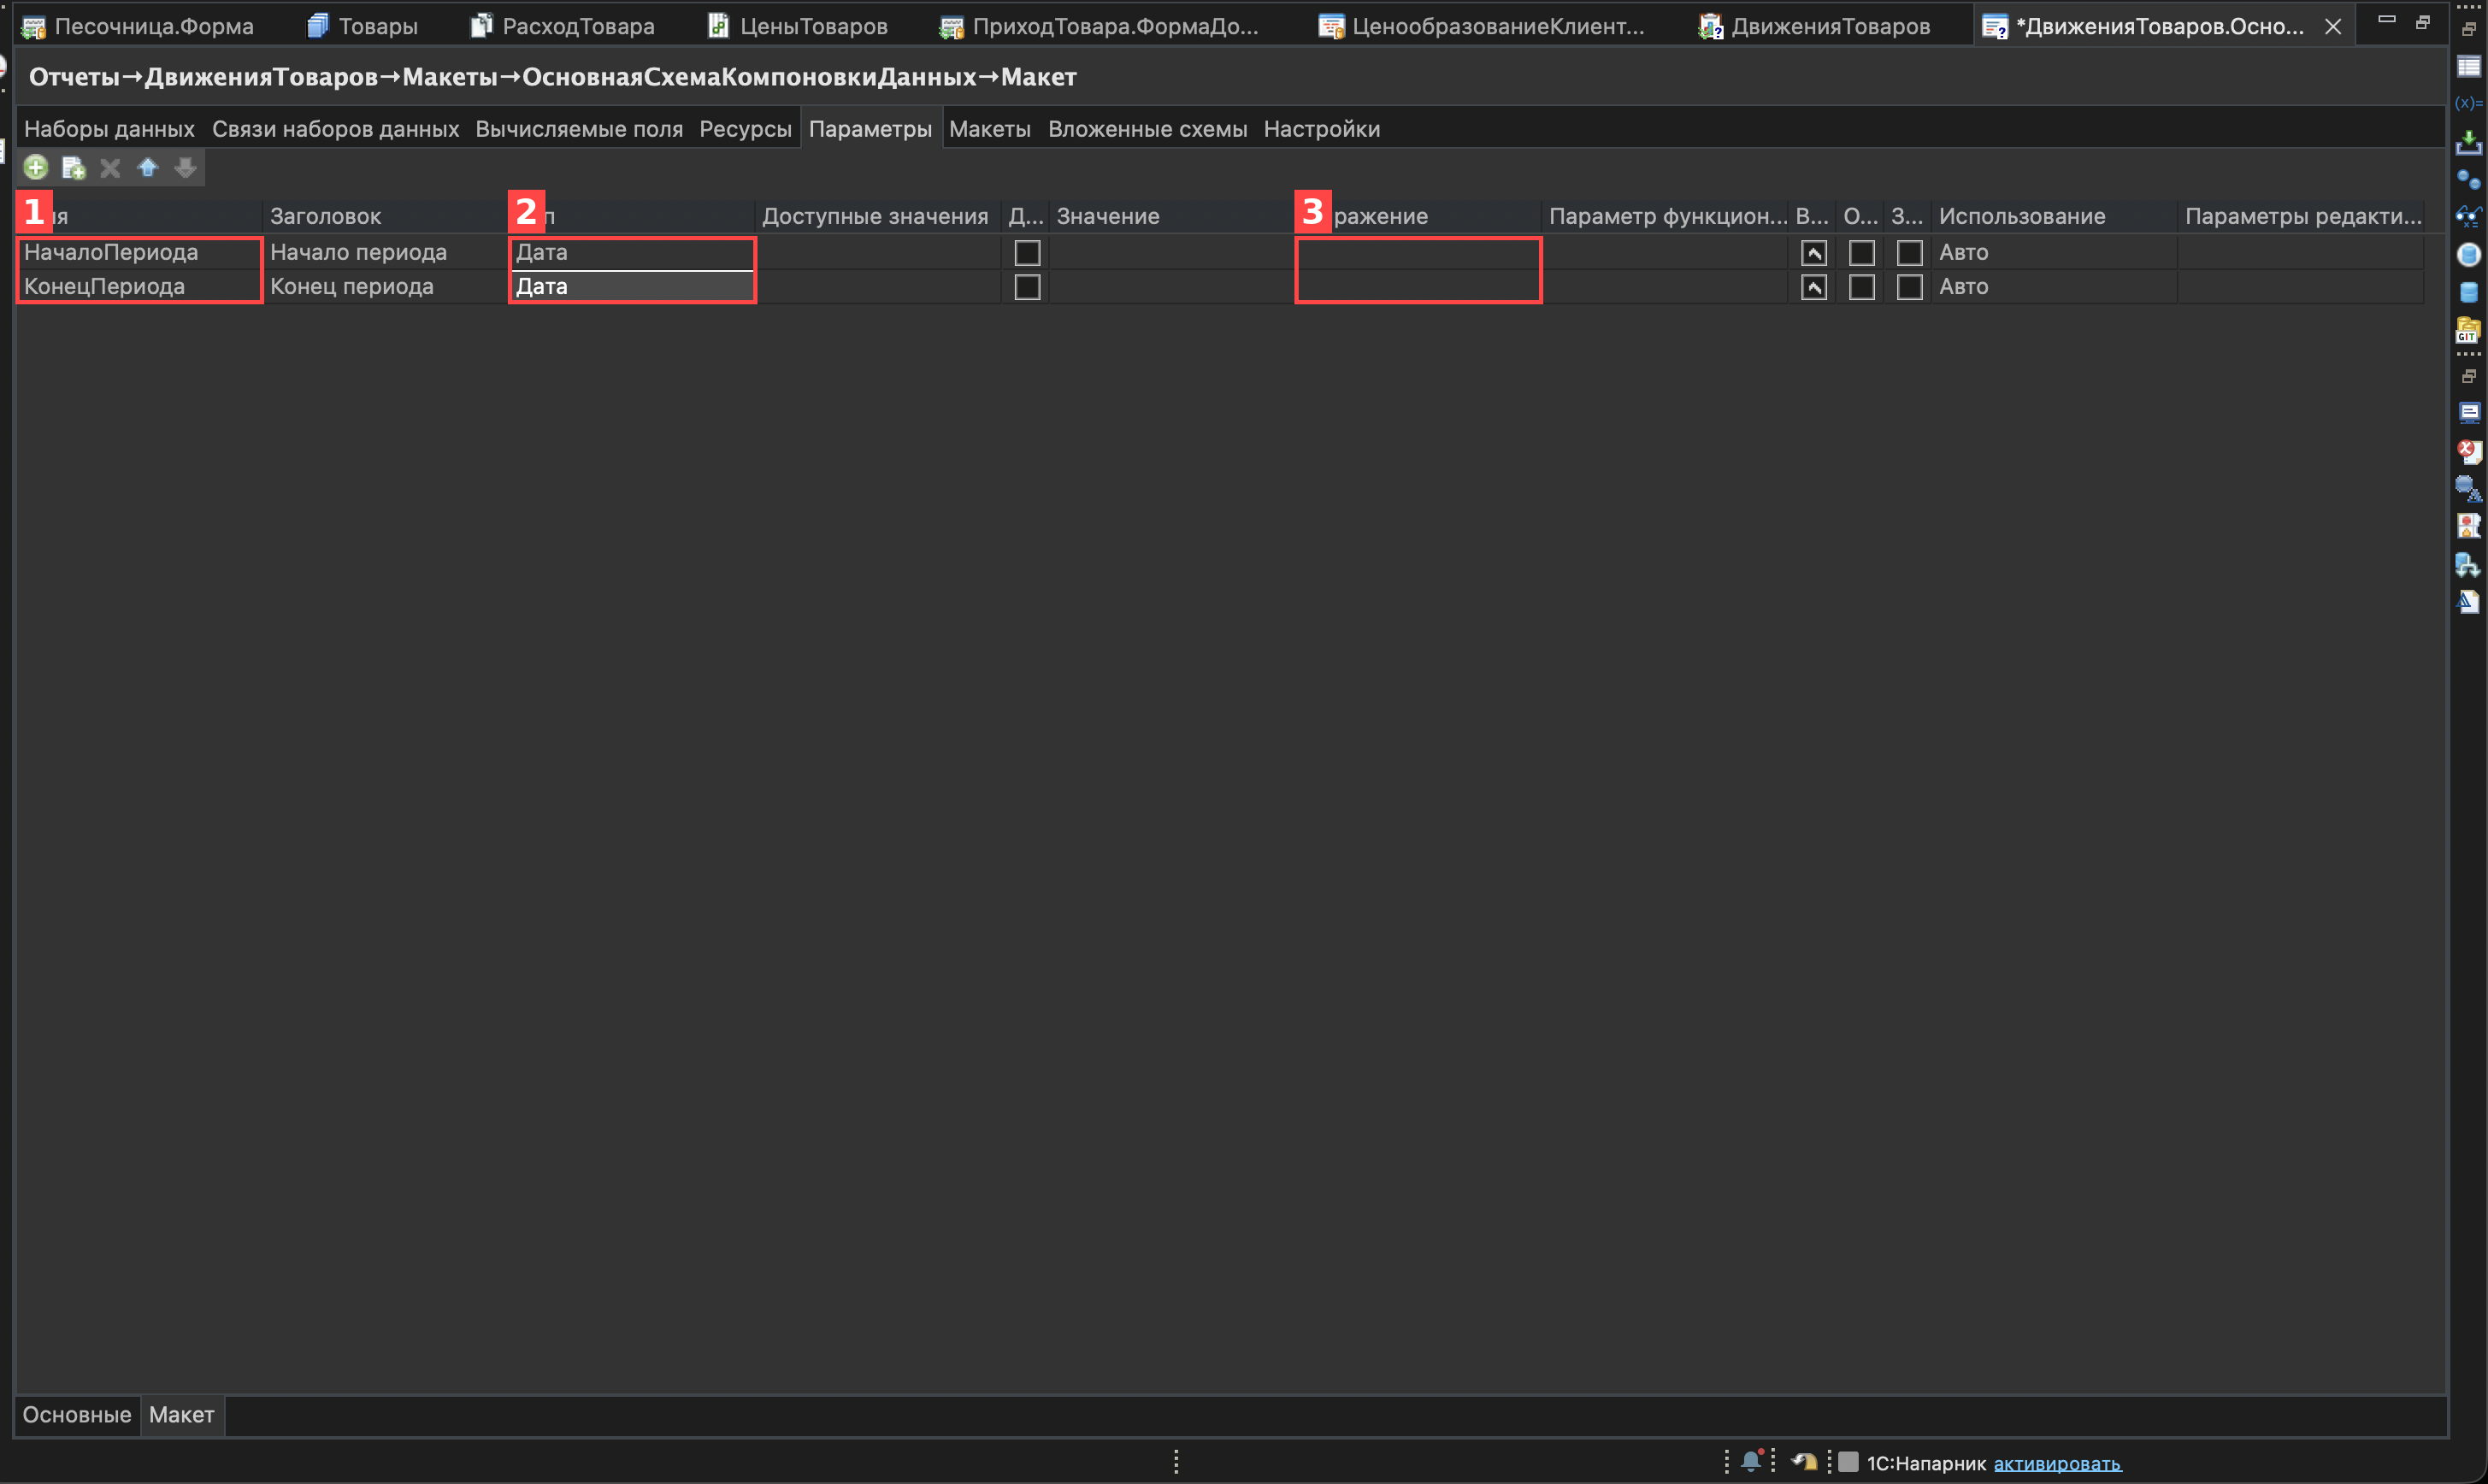 Песочница.Форма Товары РасходТовара ЦеныТоваров ПриходТовара.ФормаДо... ЦенообразованиеКлиент... ДвиженияТоваров *ДвиженияТоваров.Осно...
Отчеты→ДвиженияТоваров→Макеты→ОсновнаяСхемаКомпоновкиДанных→Макет
Наборы данных Связи наборов данных Вычисляемые поля Ресурсы Параметры Макеты Вложенные схемы Настройки
1 я Заголовок 2 п Доступные значения Д... Значение 3 ражение Параметр функцион... В... О... З... Использование Параметры редакти...
НачалоПериода Начало периода Дата Авто
КонецПериода Конец периода Дата Авто
(x)=
GIT
Основные Макет
1С:Напарник активировать